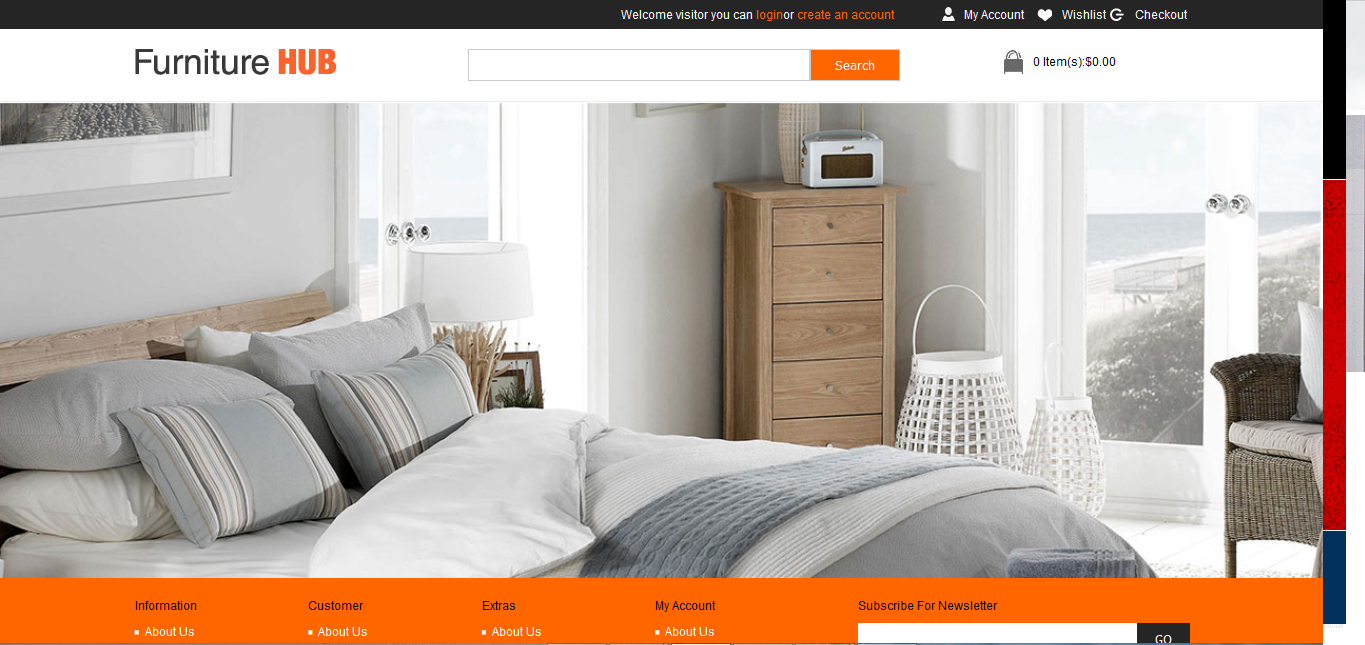 Welcome visitor you can loginor create an account My Account Wishlist Checkout
Furniture HUB Search 0 Item(s):$0.00
Information Customer Extras My Account Subscribe For Newsletter
About Us About Us About Us About Us
GO